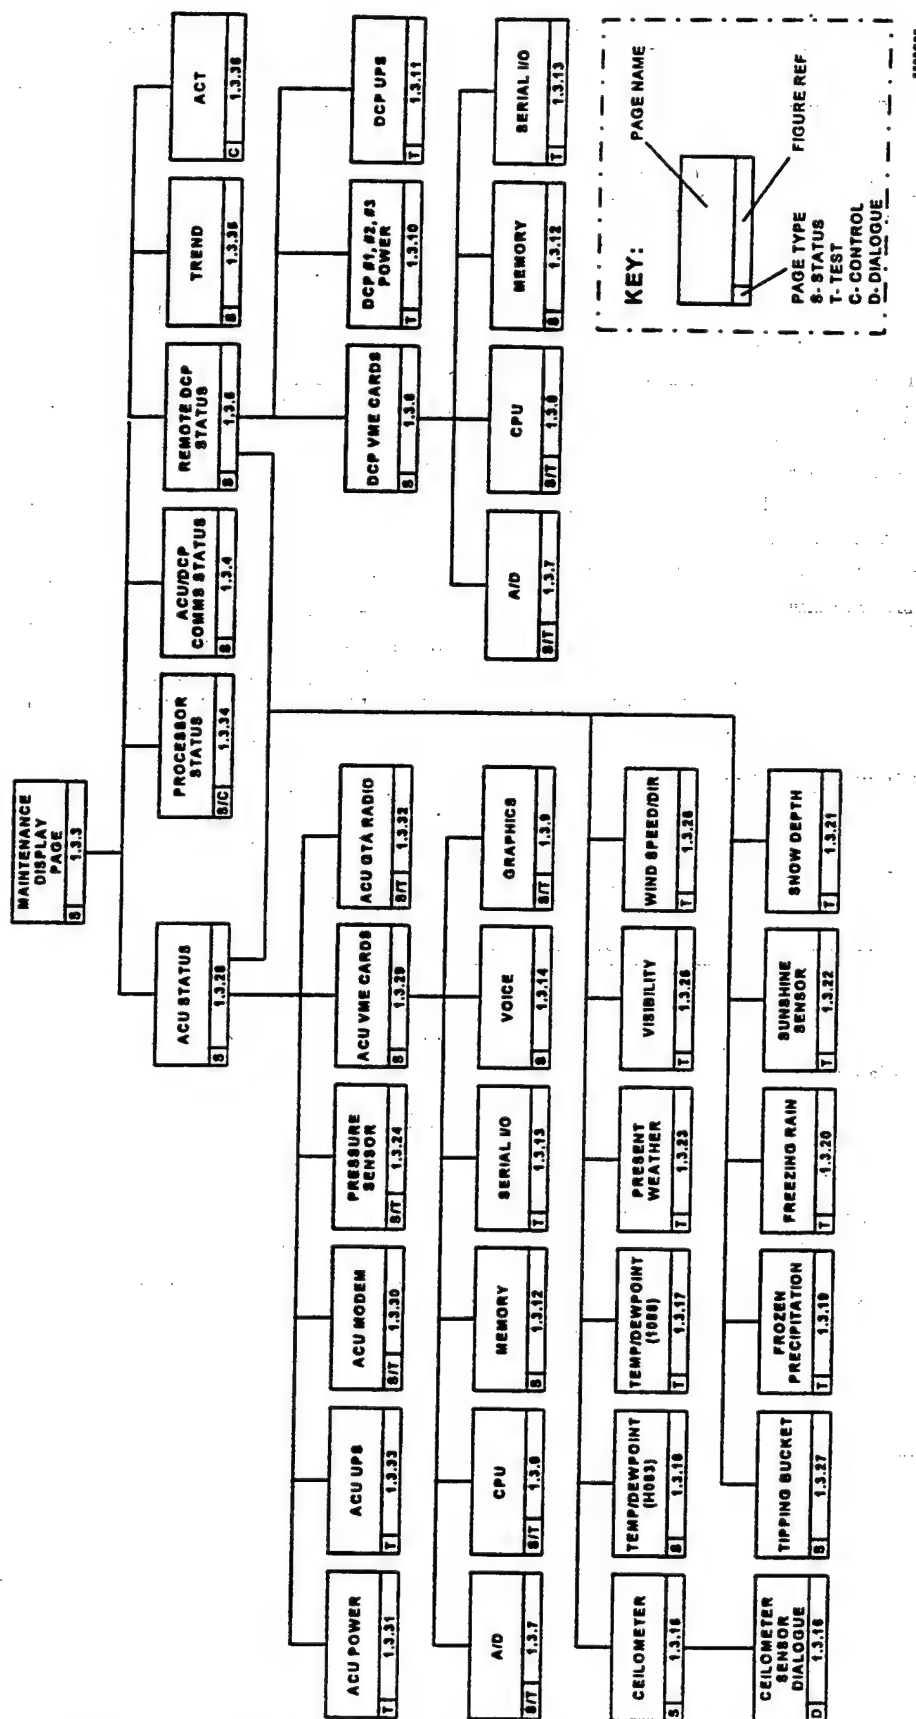 MAINTENANCE
DISPLAY
PAGE
S 1.3.3
ACU STATUS
S 1.3.28
PROCESSOR
STATUS
S/C 1.3.34
ACU/DCP
COMMS STATUS
S 1.3.4
REMOTE DCP
STATUS
S 1.3.5
TREND
S 1.3.35
ACT
C 1.3.36
ACU POWER
T 1.3.31
ACU UPS
T 1.3.33
ACU MODEM
S/T 1.3.30
PRESSURE
SENSOR
S/T 1.3.24
ACU VME CARDS
S 1.3.29
ACU GTA RADIO
S/T 1.3.32
DCP VME CARDS
S 1.3.6
DCP #1, #2, #3
POWER
T 1.3.10
DCP UPS
T 1.3.11
A/D
S/T 1.3.7
CPU
S/T 1.3.8
MEMORY
S 1.3.12
SERIAL I/O
T 1.3.13
VOICE
S 1.3.14
GRAPHICS
S/T 1.3.9
A/D
S/T 1.3.7
CPU
S/T 1.3.8
MEMORY
S 1.3.12
SERIAL I/O
T 1.3.13
CEILOMETER
S 1.3.15
TEMP/DEWPOINT
(H083)
S 1.3.18
TEMP/DEWPOINT
(1088)
T 1.3.17
PRESENT
WEATHER
T 1.3.23
VISIBILITY
T 1.3.25
WIND SPEED/DIR
T 1.3.26
CEILOMETER
SENSOR
DIALOGUE
D 1.3.16
TIPPING BUCKET
S 1.3.27
FROZEN
PRECIPITATION
T 1.3.19
FREEZING RAIN
T 1.3.20
SUNSHINE
SENSOR
T 1.3.22
SNOW DEPTH
T 1.3.21
KEY:
PAGE NAME
FIGURE REF
PAGE TYPE
S- STATUS
T- TEST
C- CONTROL
D- DIALOGUE